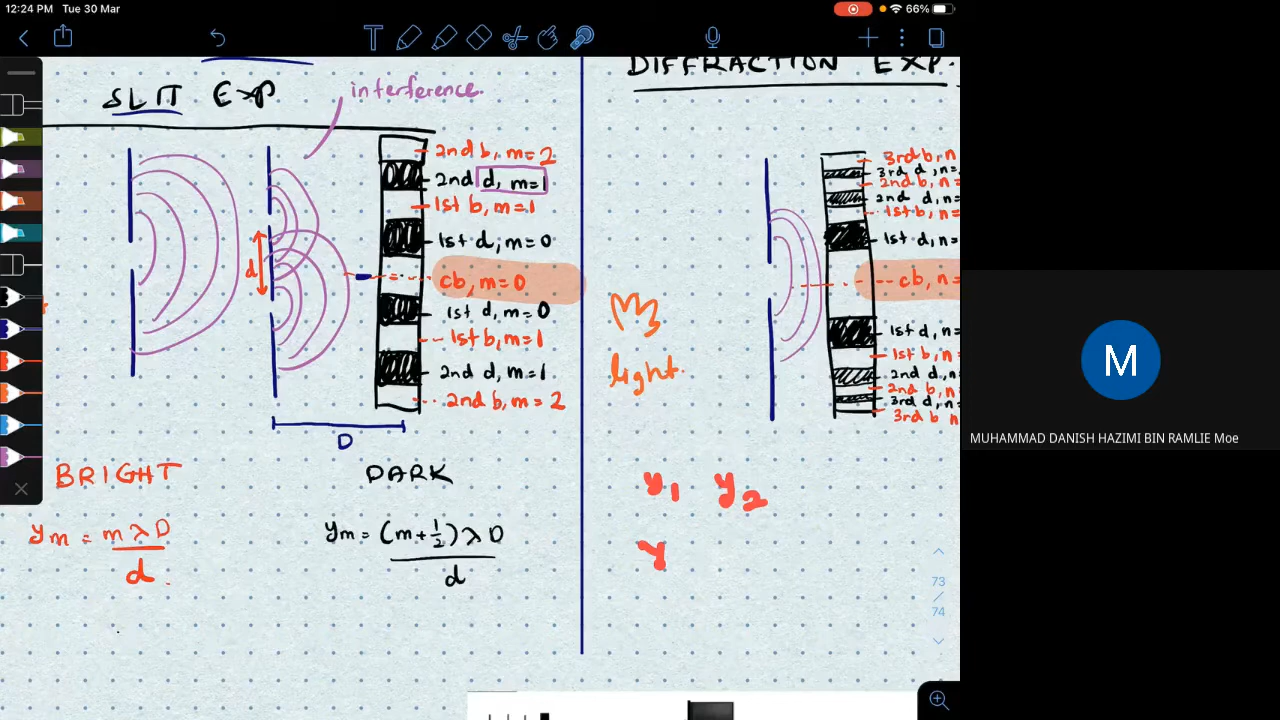 12:24 PM Tue 30 Mar
66%
T
SLIT EXP
interference.
2nd b, m=2
2nd d, m=1
1st b, m=1
1st d, m=0
d
cb, m=0
1st d, m=0
1st b, m=1
2nd d, m=1
2nd b, m=2
D
BRIGHT
ym = mλD
d
DARK
ym = (m+1/2)λD
d
DIFFRACTION EXP.
3rd b, n
3rd d, n=
2nd b, n=
2nd d, n=
1st b, n=
1st d, n=
cb, n=
1st d, n=
1st b, n=
2nd d, n=
2nd b, n=
3rd d, n=
3rd b n
light.
y1 y2
y
73
/
74
M
MUHAMMAD DANISH HAZIMI BIN RAMLIE Moe